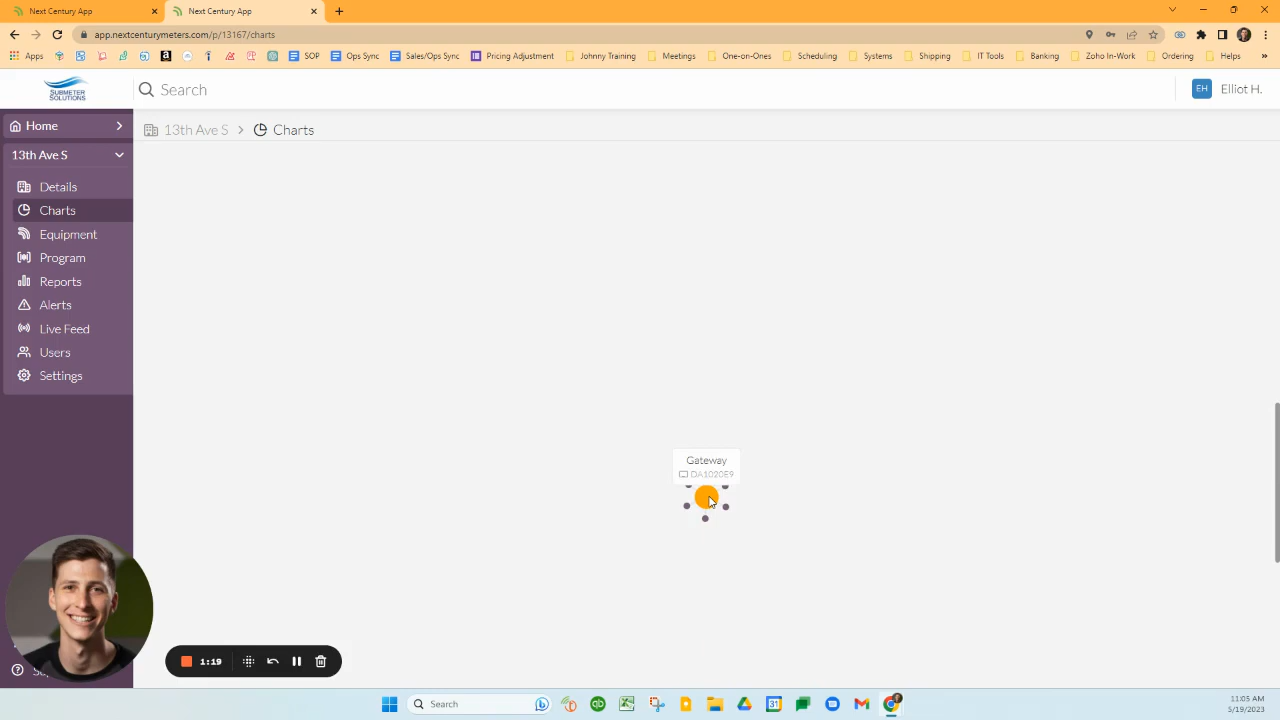 Next Century App
Next Century App
app.nextcenturymeters.com/p/13167/charts
Apps SOP Ops Sync Sales/Ops Sync Pricing Adjustment Johnny Training Meetings One-on-Ones Scheduling Systems Shipping IT Tools Banking Zoho In-Work Ordering Helps
SUBMETER
SOLUTIONS
Search
EH Elliot H.
Home
13th Ave S > Charts
13th Ave S
Details
Charts
Equipment
Program
Reports
Alerts
Live Feed
Users
Settings
Gateway
DA1020E9
1:19
Search
31
11:05 AM
5/19/2023